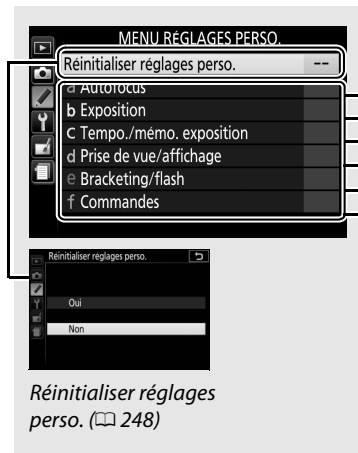 MENU RÉGLAGES PERSO.
Réinitialiser réglages perso. --
a Autofocus
b Exposition
c Tempo./mémo. exposition
d Prise de vue/affichage
e Bracketing/flash
f Commandes
Réinitialiser réglages perso.
Oui
Non
Réinitialiser réglages
perso. (🕮 248)